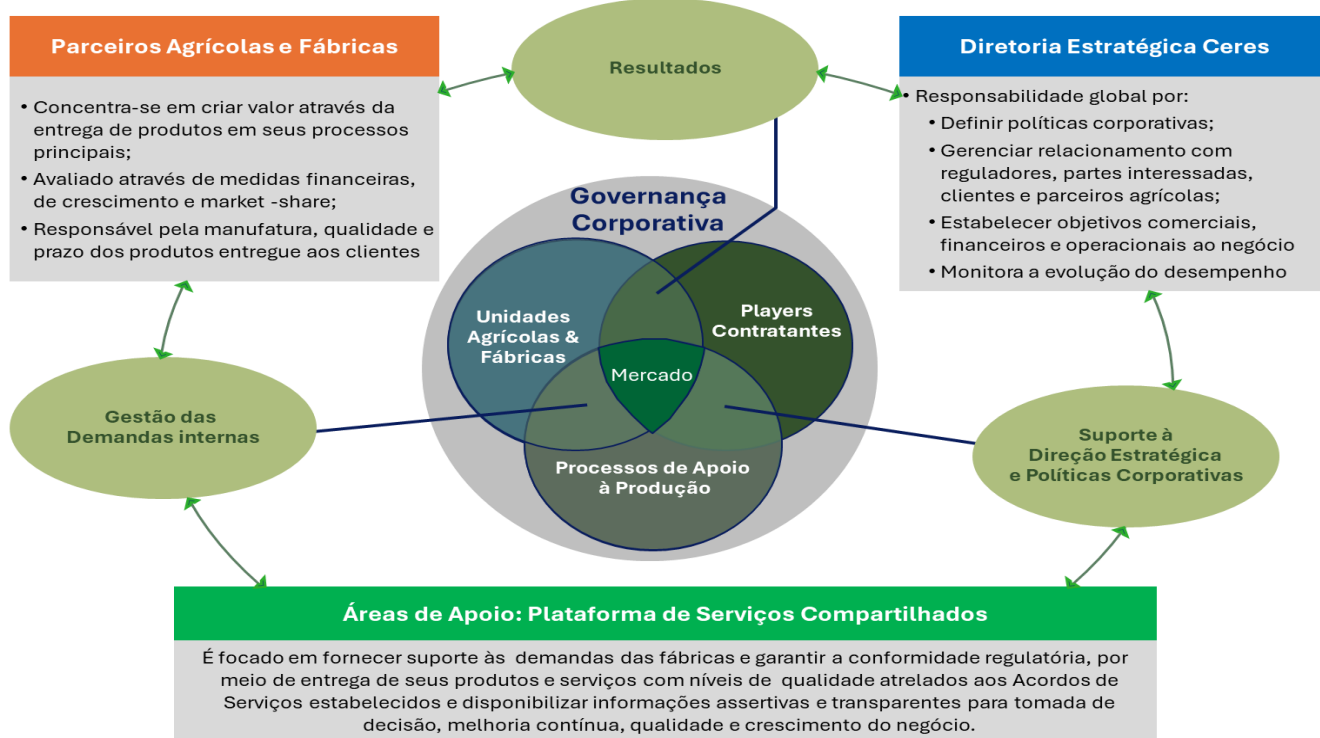 Parceiros Agrícolas e Fábricas
• Concentra-se em criar valor através da
entrega de produtos em seus processos
principais;
• Avaliado através de medidas financeiras,
de crescimento e market -share;
• Responsável pela manufatura, qualidade e
prazo dos produtos entregue aos clientes
Resultados
Diretoria Estratégica Ceres
• Responsabilidade global por:
• Definir políticas corporativas;
• Gerenciar relacionamento com
reguladores, partes interessadas,
clientes e parceiros agrícolas;
• Estabelecer objetivos comerciais,
financeiros e operacionais ao negócio
• Monitora a evolução do desempenho
Governança
Corporativa
Unidades
Agrícolas &
Fábricas
Players
Contratantes
Mercado
Processos de Apoio
à Produção
Gestão das
Demandas internas
Suporte à
Direção Estratégica
e Políticas Corporativas
Áreas de Apoio: Plataforma de Serviços Compartilhados
É focado em fornecer suporte às demandas das fábricas e garantir a conformidade regulatória, por
meio de entrega de seus produtos e serviços com níveis de qualidade atrelados aos Acordos de
Serviços estabelecidos e disponibilizar informações assertivas e transparentes para tomada de
decisão, melhoria contínua, qualidade e crescimento do negócio.